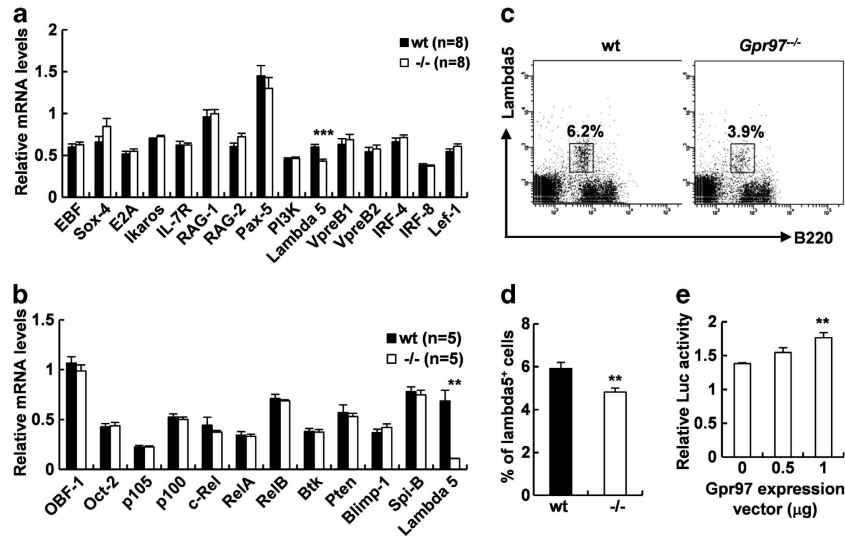 a
Relative mRNA levels
2
1.5
1
0.5
0
wt (n=8)
-/- (n=8)
***
EBF
Sox-4
E2A
Ikaros
IL-7R
RAG-1
RAG-2
Pax-5
PI3K
Lambda 5
VpreB1
VpreB2
IRF-4
IRF-8
Lef-1
b
Relative mRNA levels
1.5
1
0.5
0
wt (n=5)
-/- (n=5)
**
OBF-1
Oct-2
p105
p100
c-Rel
RelA
RelB
Btk
Pten
Blimp-1
Spi-B
Lambda 5
c
wt
Gpr97-/-
Lambda5
6.2%
3.9%
B220
d
% of lambda5+ cells
8
6
4
2
0
**
wt
-/-
e
Relative Luc activity
2
1.5
1
0.5
0
**
0
0.5
1
Gpr97 expression
vector (µg)